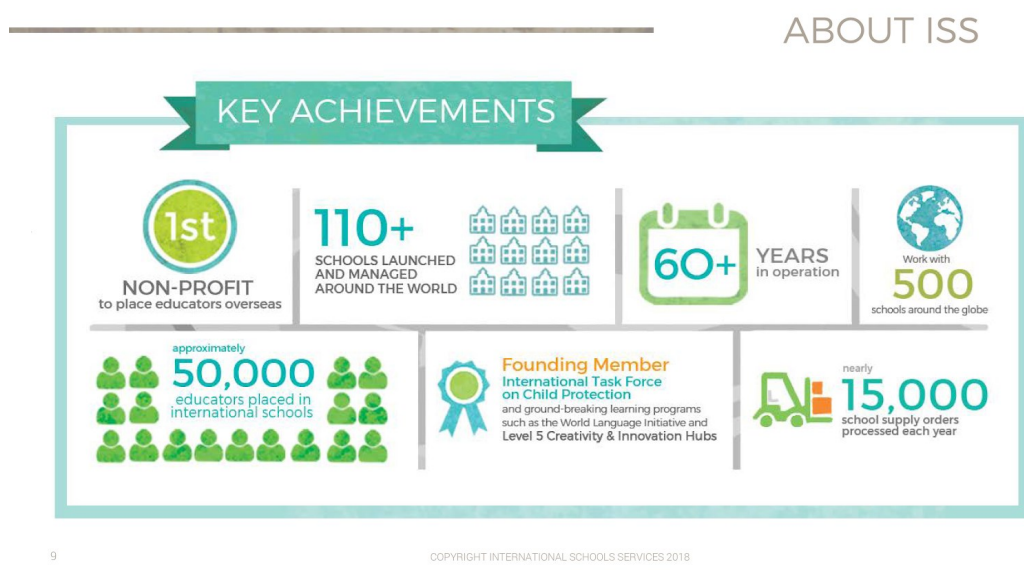 ABOUT ISS
KEY ACHIEVEMENTS
1st
NON-PROFIT
to place educators overseas
110+
SCHOOLS LAUNCHED
AND MANAGED
AROUND THE WORLD
60+
YEARS
in operation
Work with
500
schools around the globe
approximately
50,000
educators placed in
international schools
Founding Member
International Task Force
on Child Protection
and ground-breaking learning programs
such as the World Language Initiative and
Level 5 Creativity & Innovation Hubs
nearly
15,000
school supply orders
processed each year
9
COPYRIGHT INTERNATIONAL SCHOOLS SERVICES 2018